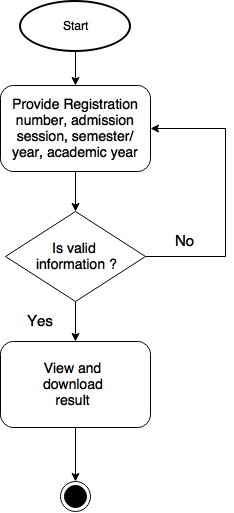 Start
Provide Registration
number, admission
session, semester/
year, academic year
Is valid
information ?
No
Yes
View and
download
result